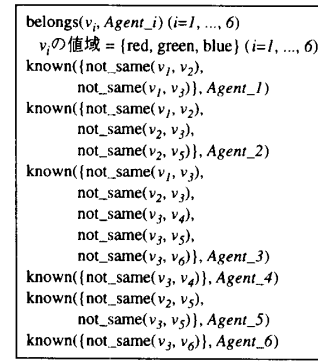 belongs(v_i, Agent_i) (i=1, ..., 6)
v_iの値域 = {red, green, blue} (i=1, ..., 6)
known({not_same(v_1, v_2),
not_same(v_1, v_3)}, Agent_1)
known({not_same(v_1, v_2),
not_same(v_2, v_3),
not_same(v_2, v_5)}, Agent_2)
known({not_same(v_1, v_3),
not_same(v_2, v_3),
not_same(v_3, v_4),
not_same(v_3, v_5),
not_same(v_3, v_6)}, Agent_3)
known({not_same(v_3, v_4)}, Agent_4)
known({not_same(v_2, v_5),
not_same(v_3, v_5)}, Agent_5)
known({not_same(v_3, v_6)}, Agent_6)